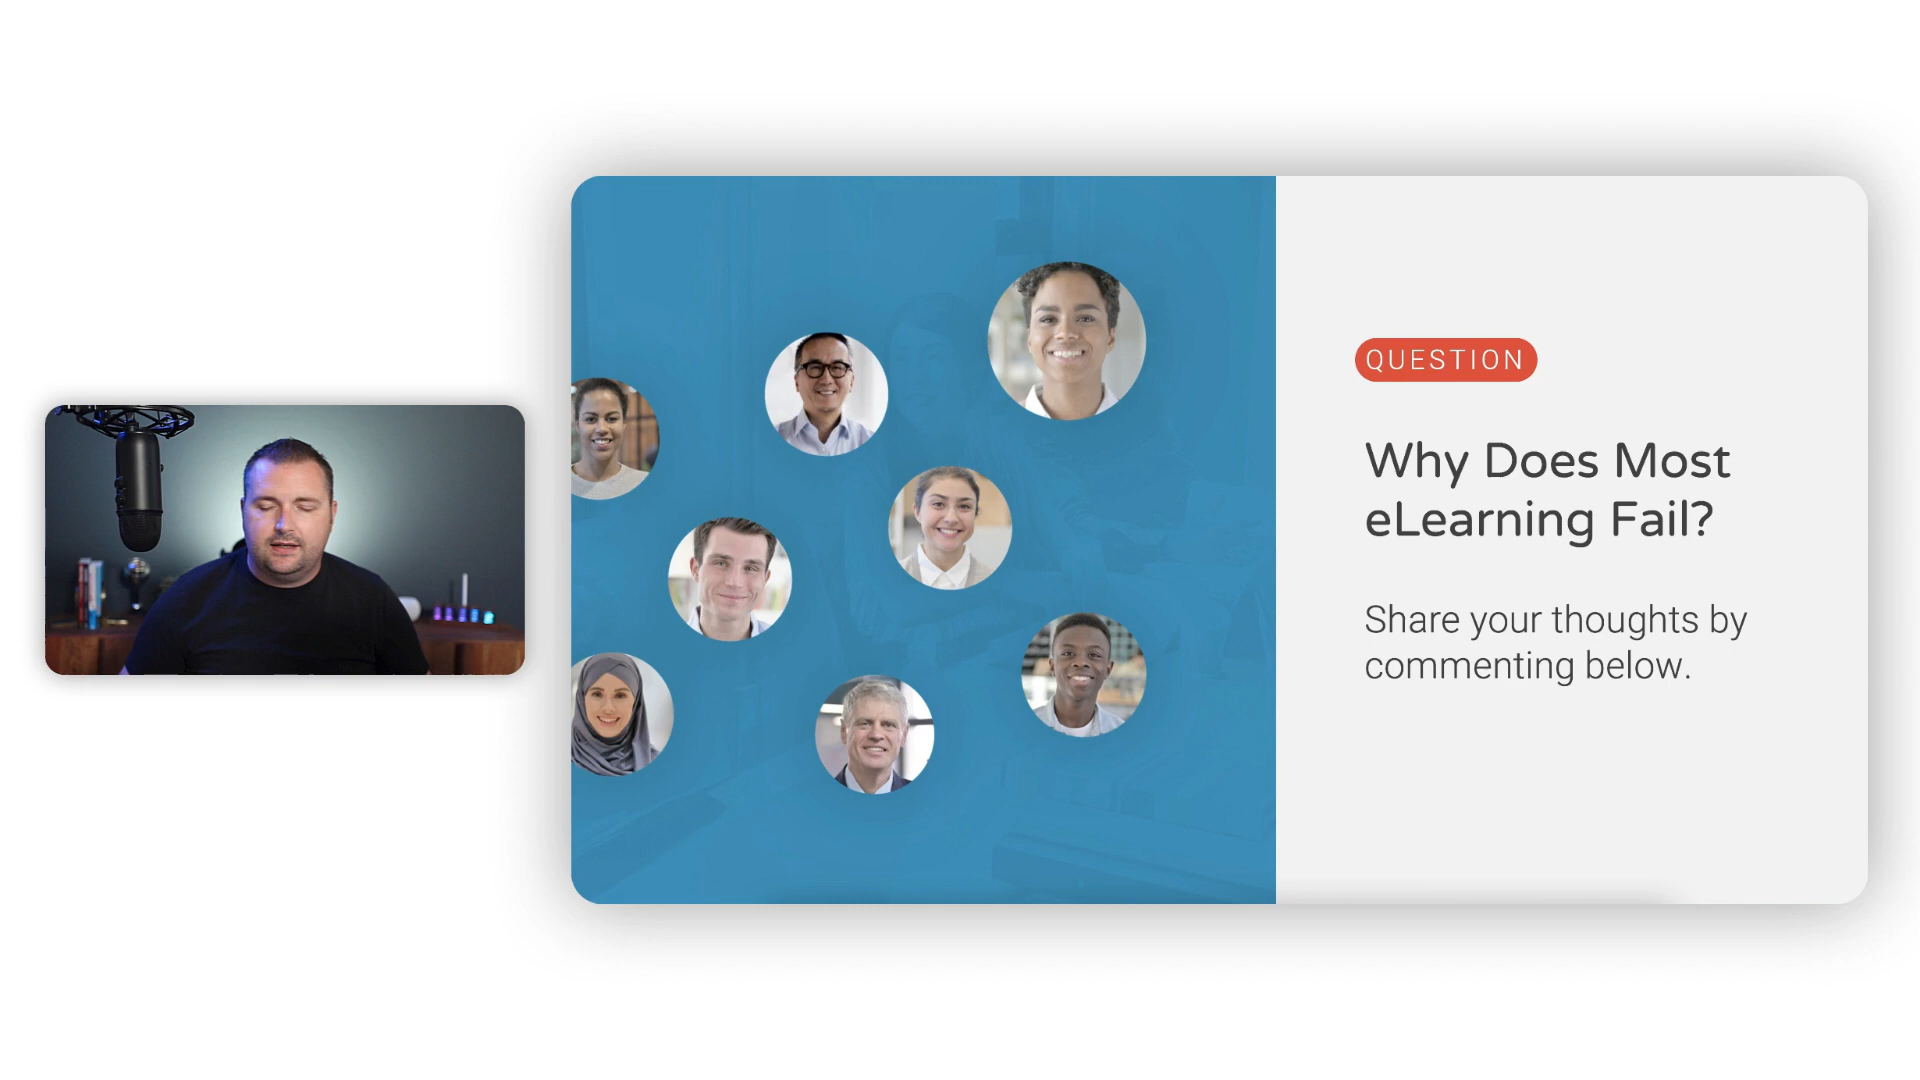 QUESTION
Why Does Most
eLearning Fail?
Share your thoughts by
commenting below.